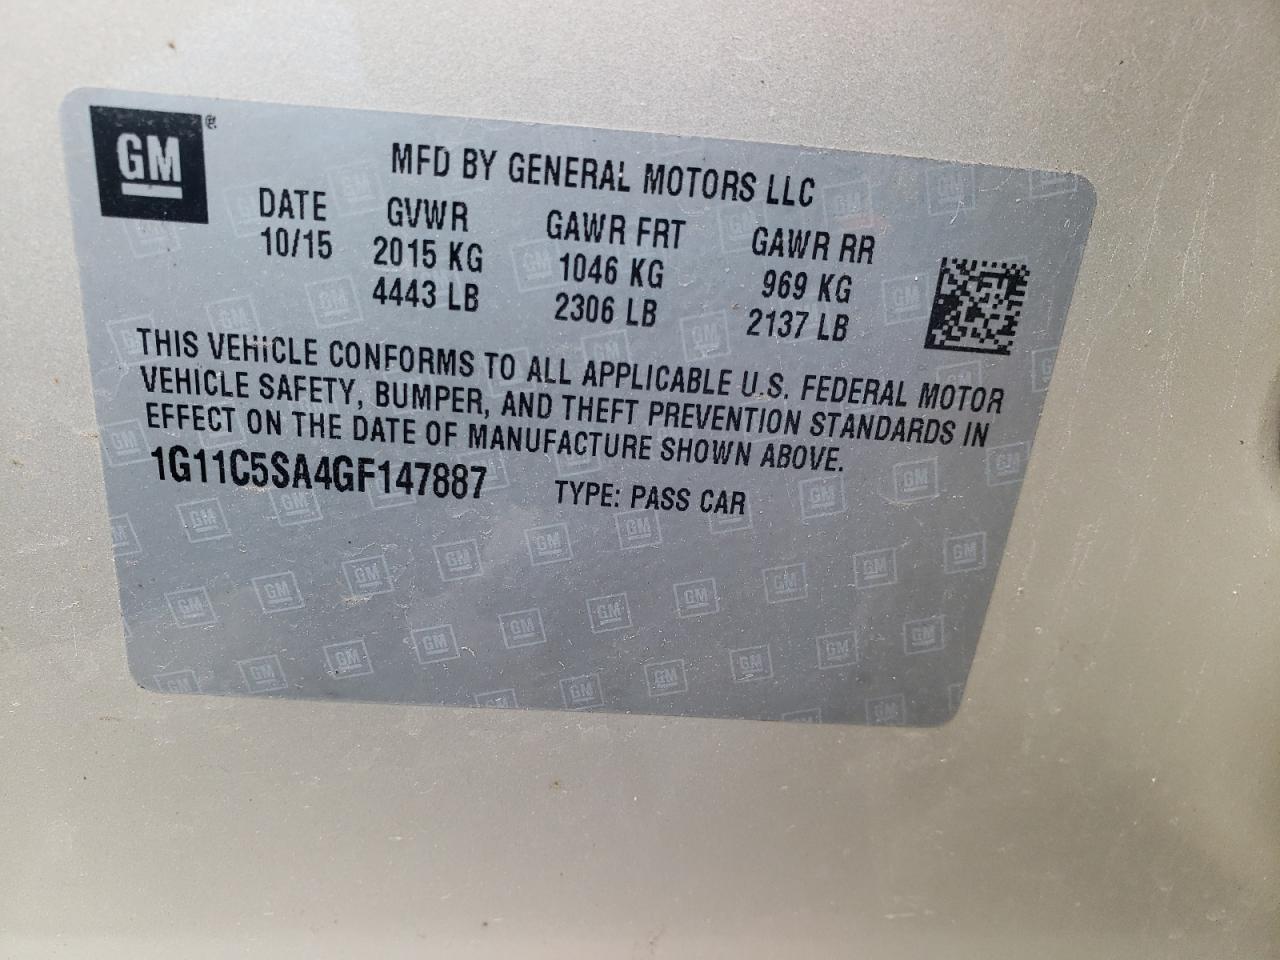 GM®
MFD BY GENERAL MOTORS LLC
DATE GVWR GAWR FRT GAWR RR
10/15 2015 KG 1046 KG 969 KG
4443 LB 2306 LB 2137 LB
THIS VEHICLE CONFORMS TO ALL APPLICABLE U.S. FEDERAL MOTOR
VEHICLE SAFETY, BUMPER, AND THEFT PREVENTION STANDARDS IN
EFFECT ON THE DATE OF MANUFACTURE SHOWN ABOVE.
1G11C5SA4GF147887 TYPE: PASS CAR